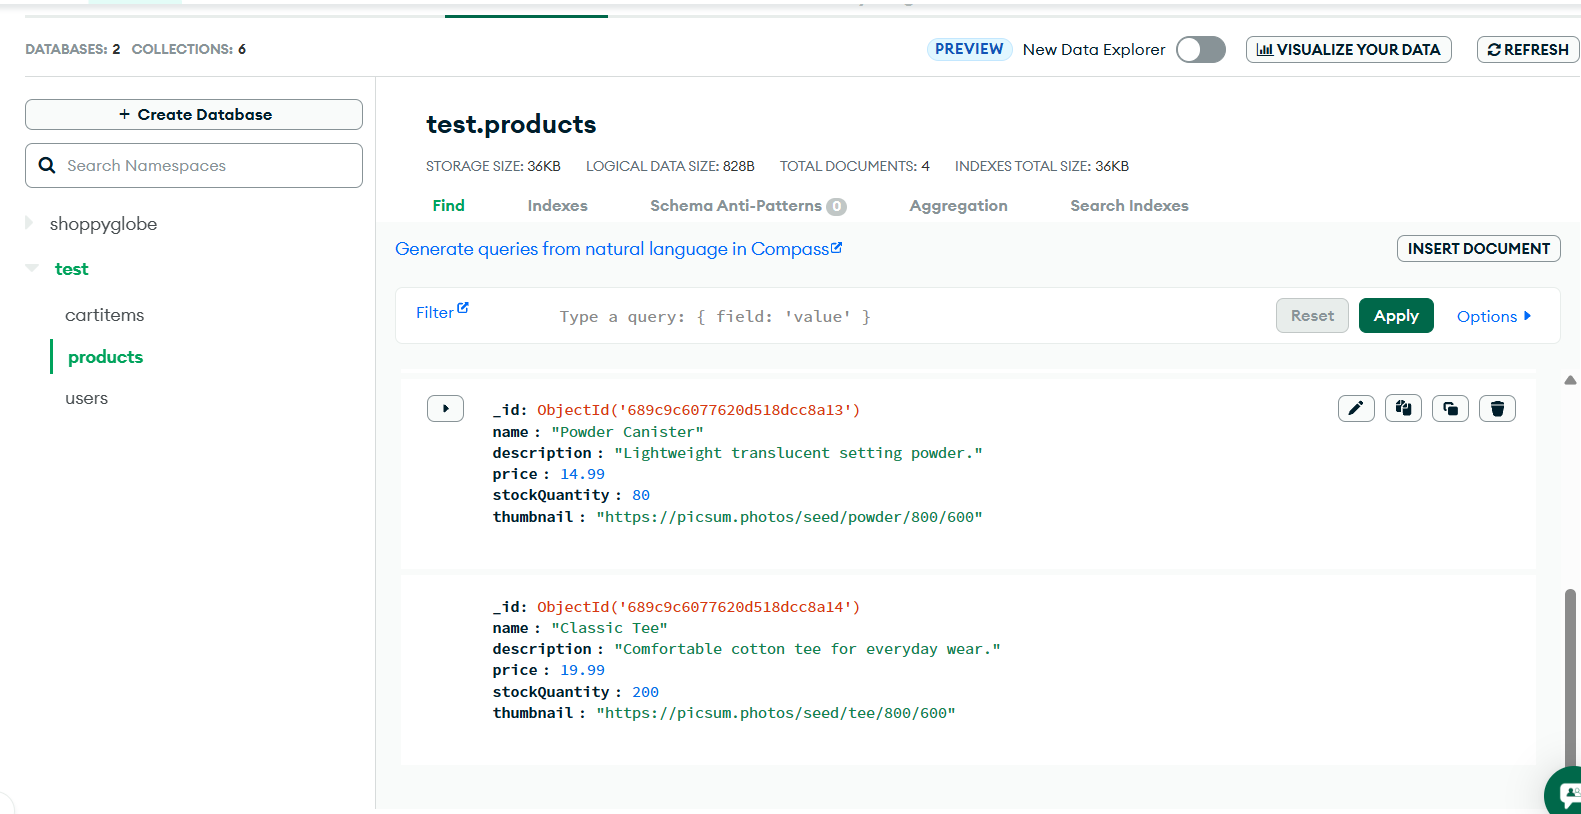 DATABASES: 2 COLLECTIONS: 6
PREVIEW New Data Explorer
VISUALIZE YOUR DATA
REFRESH
+ Create Database
Search Namespaces
shoppyglobe
test
cartitems
products
users
test.products
STORAGE SIZE: 36KB LOGICAL DATA SIZE: 828B TOTAL DOCUMENTS: 4 INDEXES TOTAL SIZE: 36KB
Find Indexes Schema Anti-Patterns 0 Aggregation Search Indexes
Generate queries from natural language in Compass
INSERT DOCUMENT
Filter
Type a query: { field: 'value' }
Reset
Apply
Options
_id: ObjectId('689c9c6077620d518dcc8a13')
name : "Powder Canister"
description : "Lightweight translucent setting powder."
price : 14.99
stockQuantity : 80
thumbnail : "https://picsum.photos/seed/powder/800/600"
_id: ObjectId('689c9c6077620d518dcc8a14')
name : "Classic Tee"
description : "Comfortable cotton tee for everyday wear."
price : 19.99
stockQuantity : 200
thumbnail : "https://picsum.photos/seed/tee/800/600"